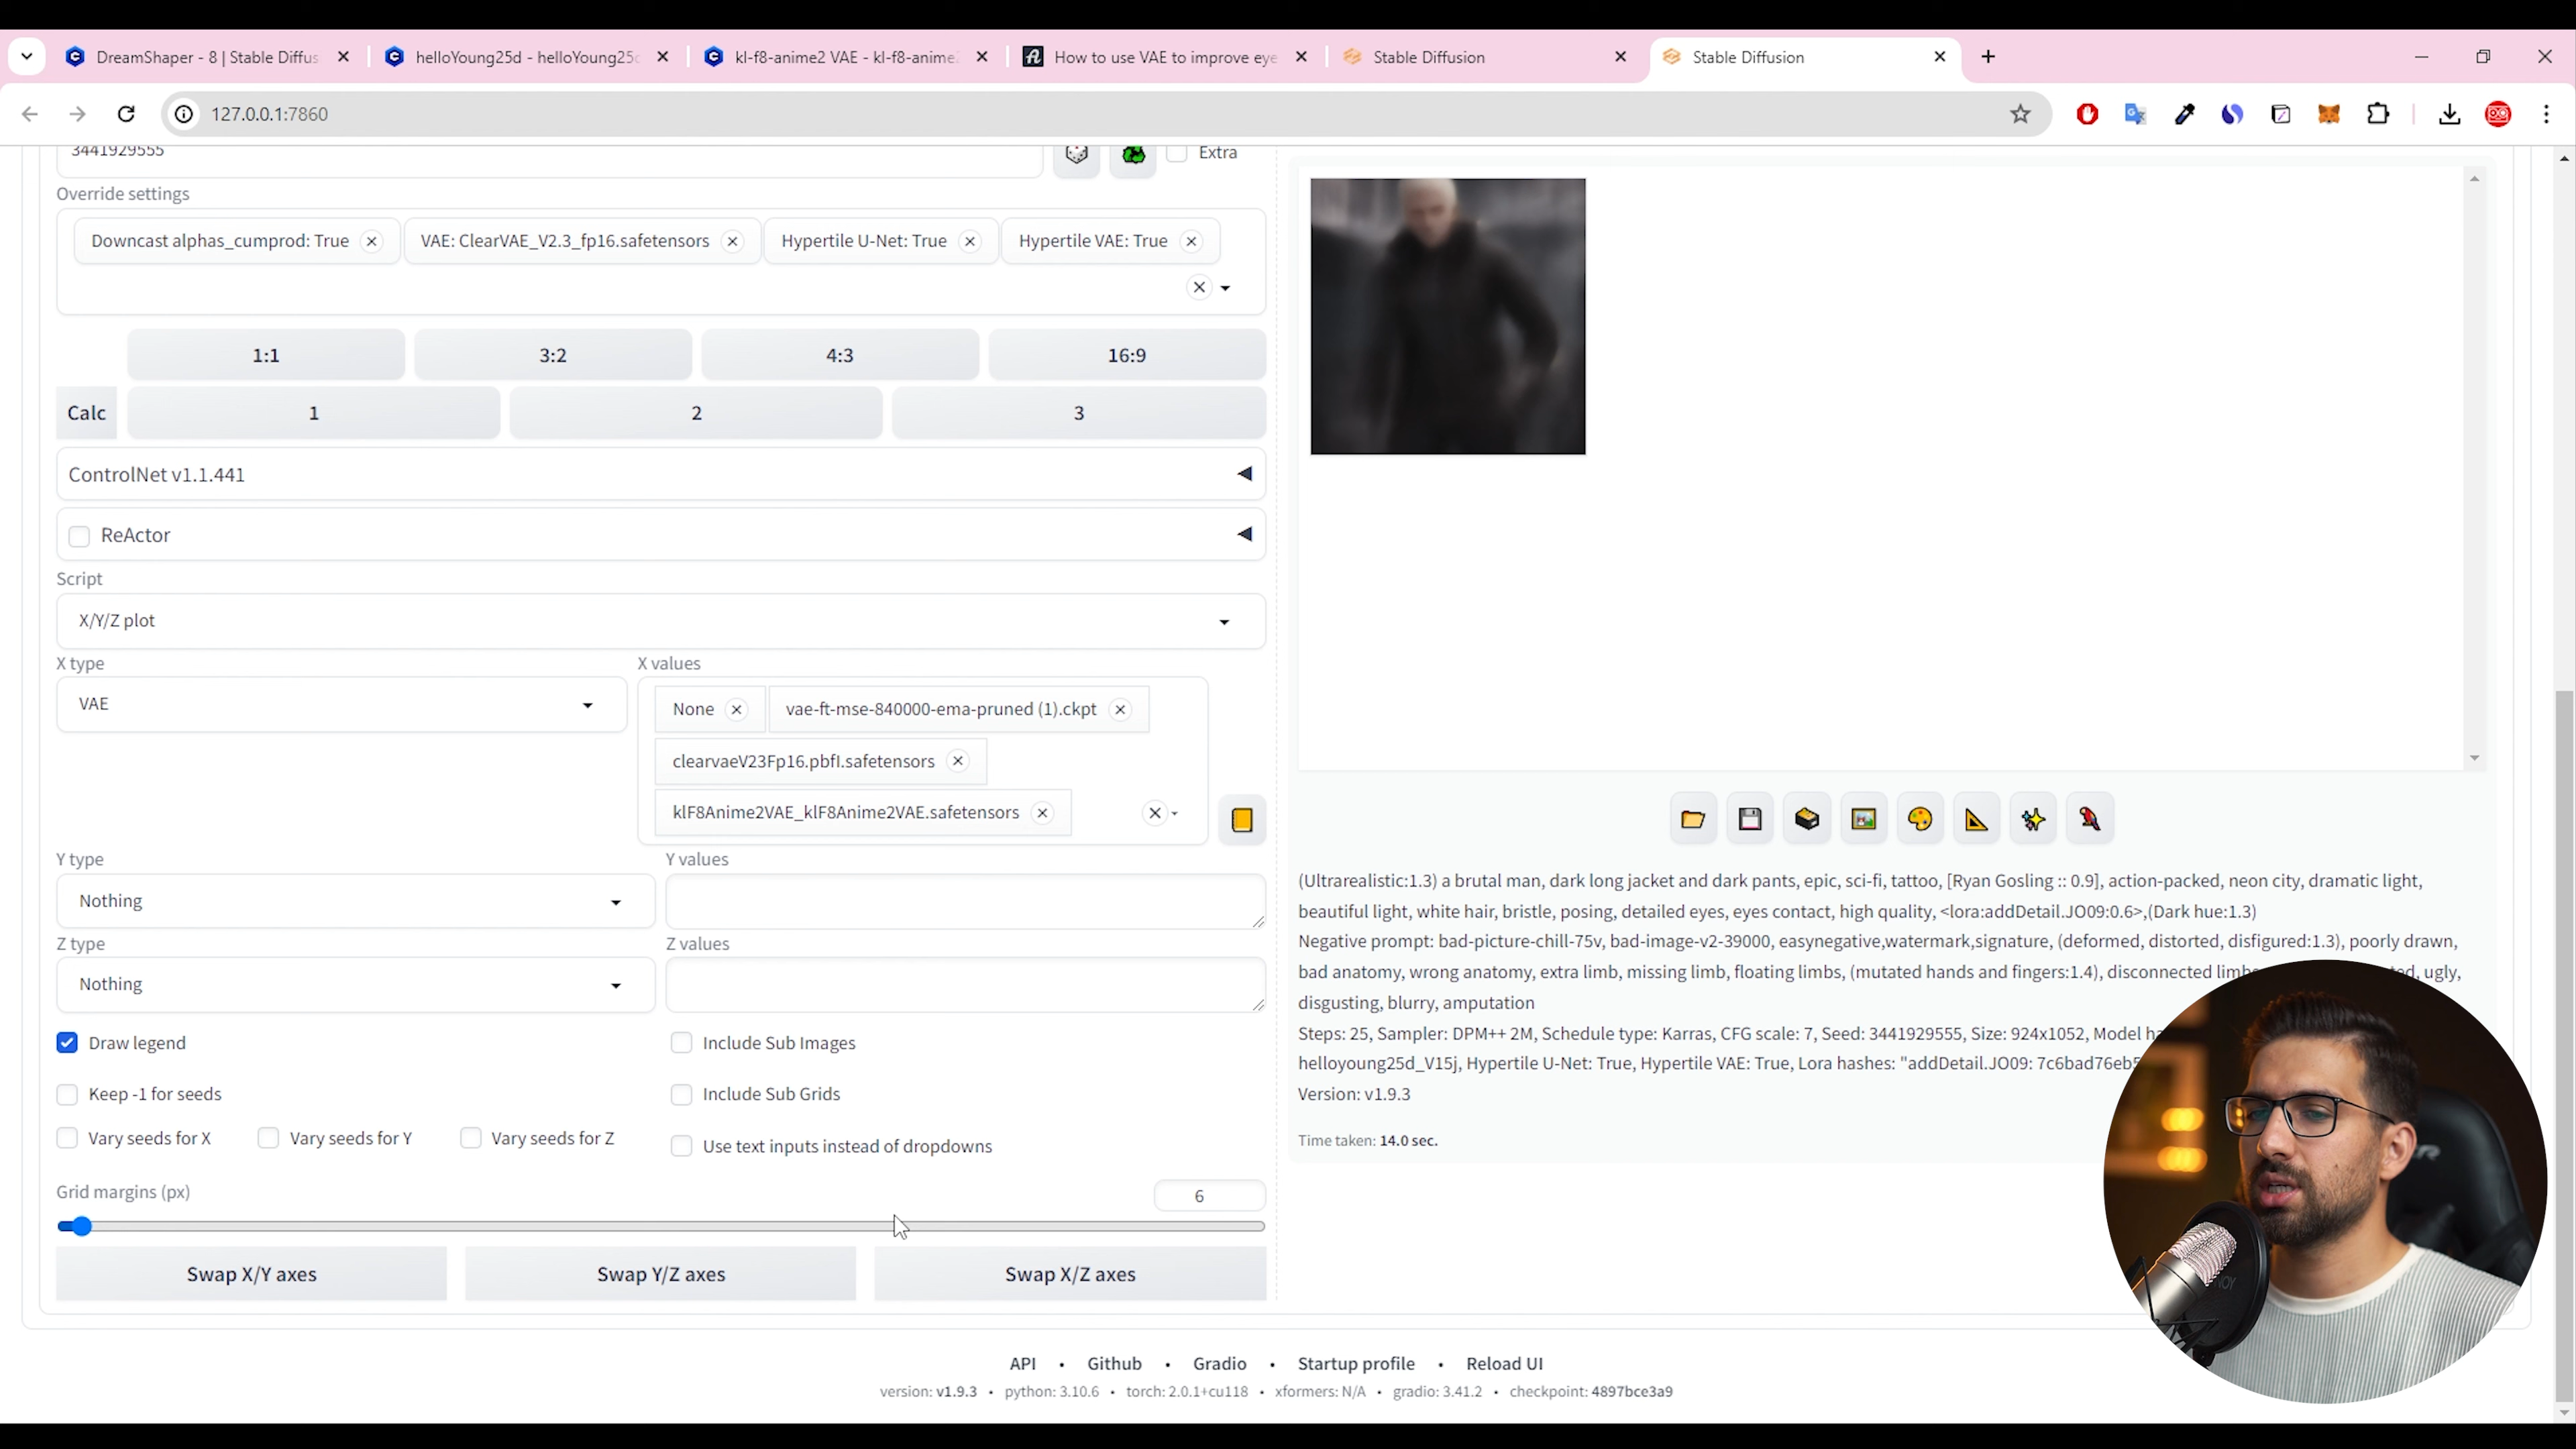 DreamShaper - 8 | Stable Diffus
helloYoung25d - helloYoung25d
kl-f8-anime2 VAE - kl-f8-anime2
How to use VAE to improve eye
Stable Diffusion
Stable Diffusion
127.0.0.1:7860
3441929555
Extra
Override settings
Downcast alphas_cumprod: True
VAE: ClearVAE_V2.3_fp16.safetensors
Hypertile U-Net: True
Hypertile VAE: True
1:1
3:2
4:3
16:9
Calc
1
2
3
ControlNet v1.1.441
ReActor
Script
X/Y/Z plot
X type
X values
VAE
None
vae-ft-mse-840000-ema-pruned (1).ckpt
clearvaeV23Fp16.pbfI.safetensors
klF8Anime2VAE_klF8Anime2VAE.safetensors
Y type
Y values
Nothing
Z type
Z values
Nothing
Draw legend
Include Sub Images
Keep -1 for seeds
Include Sub Grids
Vary seeds for X
Vary seeds for Y
Vary seeds for Z
Use text inputs instead of dropdowns
Grid margins (px)
6
Swap X/Y axes
Swap Y/Z axes
Swap X/Z axes
(Ultrarealistic:1.3) a brutal man, dark long jacket and dark pants, epic, sci-fi, tattoo, [Ryan Gosling :: 0.9], action-packed, neon city, dramatic light,
beautiful light, white hair, bristle, posing, detailed eyes, eyes contact, high quality, <lora:addDetail.JO09:0.6>,(Dark hue:1.3)
Negative prompt: bad-picture-chill-75v, bad-image-v2-39000, easynegative,watermark,signature, (deformed, distorted, disfigured:1.3), poorly drawn,
bad anatomy, wrong anatomy, extra limb, missing limb, floating limbs, (mutated hands and fingers:1.4), disconnected limbs ugly,
disgusting, blurry, amputation
Steps: 25, Sampler: DPM++ 2M, Schedule type: Karras, CFG scale: 7, Seed: 3441929555, Size: 924x1052, Model
helloyoung25d_V15j, Hypertile U-Net: True, Hypertile VAE: True, Lora hashes: "addDetail.JO09:
Version: v1.9.3
Time taken: 14.0 sec.
API • Github • Gradio • Startup profile • Reload UI
version: v1.9.3 • python: 3.10.6 • torch: 2.0.1+cu118 • xformers: N/A • gradio: 3.41.2 • checkpoint: 4897bce3a9